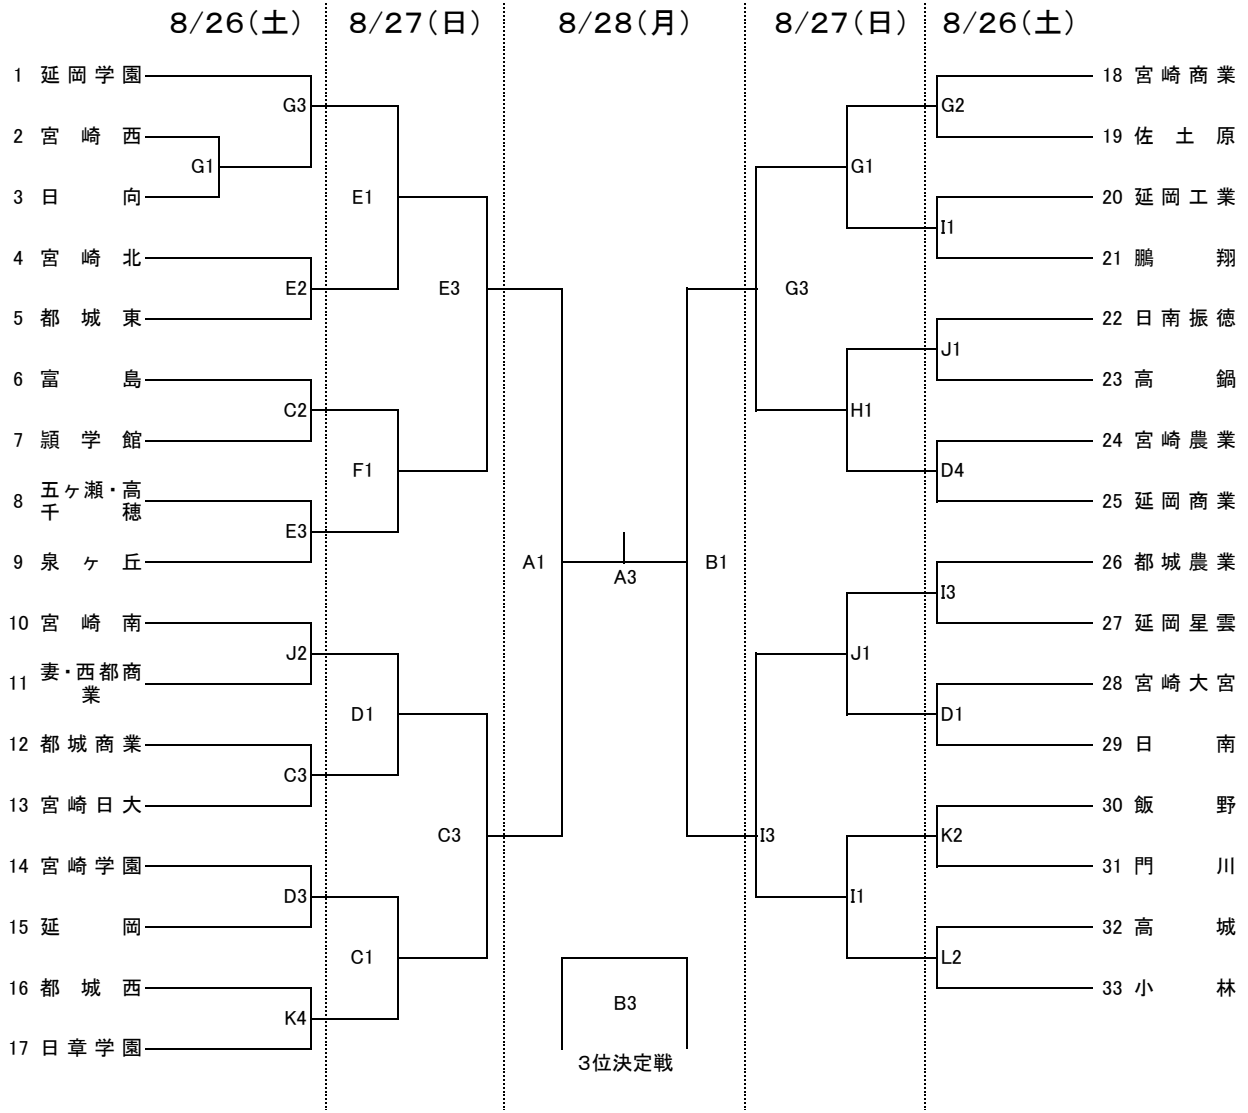 8/26(土) 8/27(日) 8/28(月) 8/27(日) 8/26(土)
1 延岡学園
18 宮崎商業
G3
G2
2 宮崎西
19 佐土原
G1
G1
3 日向
E1
20 延岡工業
I1
4 宮崎北
21 鵬翔
E2
E3
G3
5 都城東
22 日南振徳
J1
6 富島
23 高鍋
C2
H1
7 頴学館
24 宮崎農業
F1
D4
8 五ヶ瀬・高
千穂
25 延岡商業
E3
9 泉ヶ丘
A1
A3
B1
26 都城農業
I3
10 宮崎南
27 延岡星雲
J2
J1
11 妻・西都商
業
28 宮崎大宮
D1
D1
12 都城商業
29 日南
C3
13 宮崎日大
30 飯野
C3
I3
K2
14 宮崎学園
31 門川
D3
I1
15 延岡
32 高城
C1
L2
16 都城西
33 小林
B3
K4
17 日章学園
3位決定戦